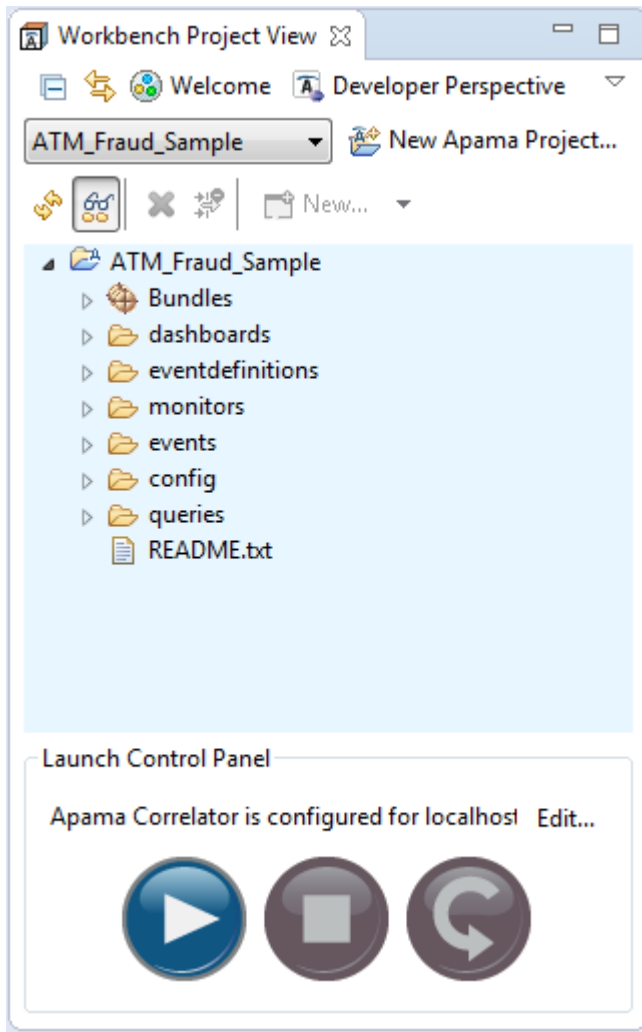 Workbench Project View
Welcome Developer Perspective
ATM_Fraud_Sample New Apama Project...
New...
ATM_Fraud_Sample
Bundles
dashboards
eventdefinitions
monitors
events
config
queries
README.txt
Launch Control Panel
Apama Correlator is configured for localhost Edit...